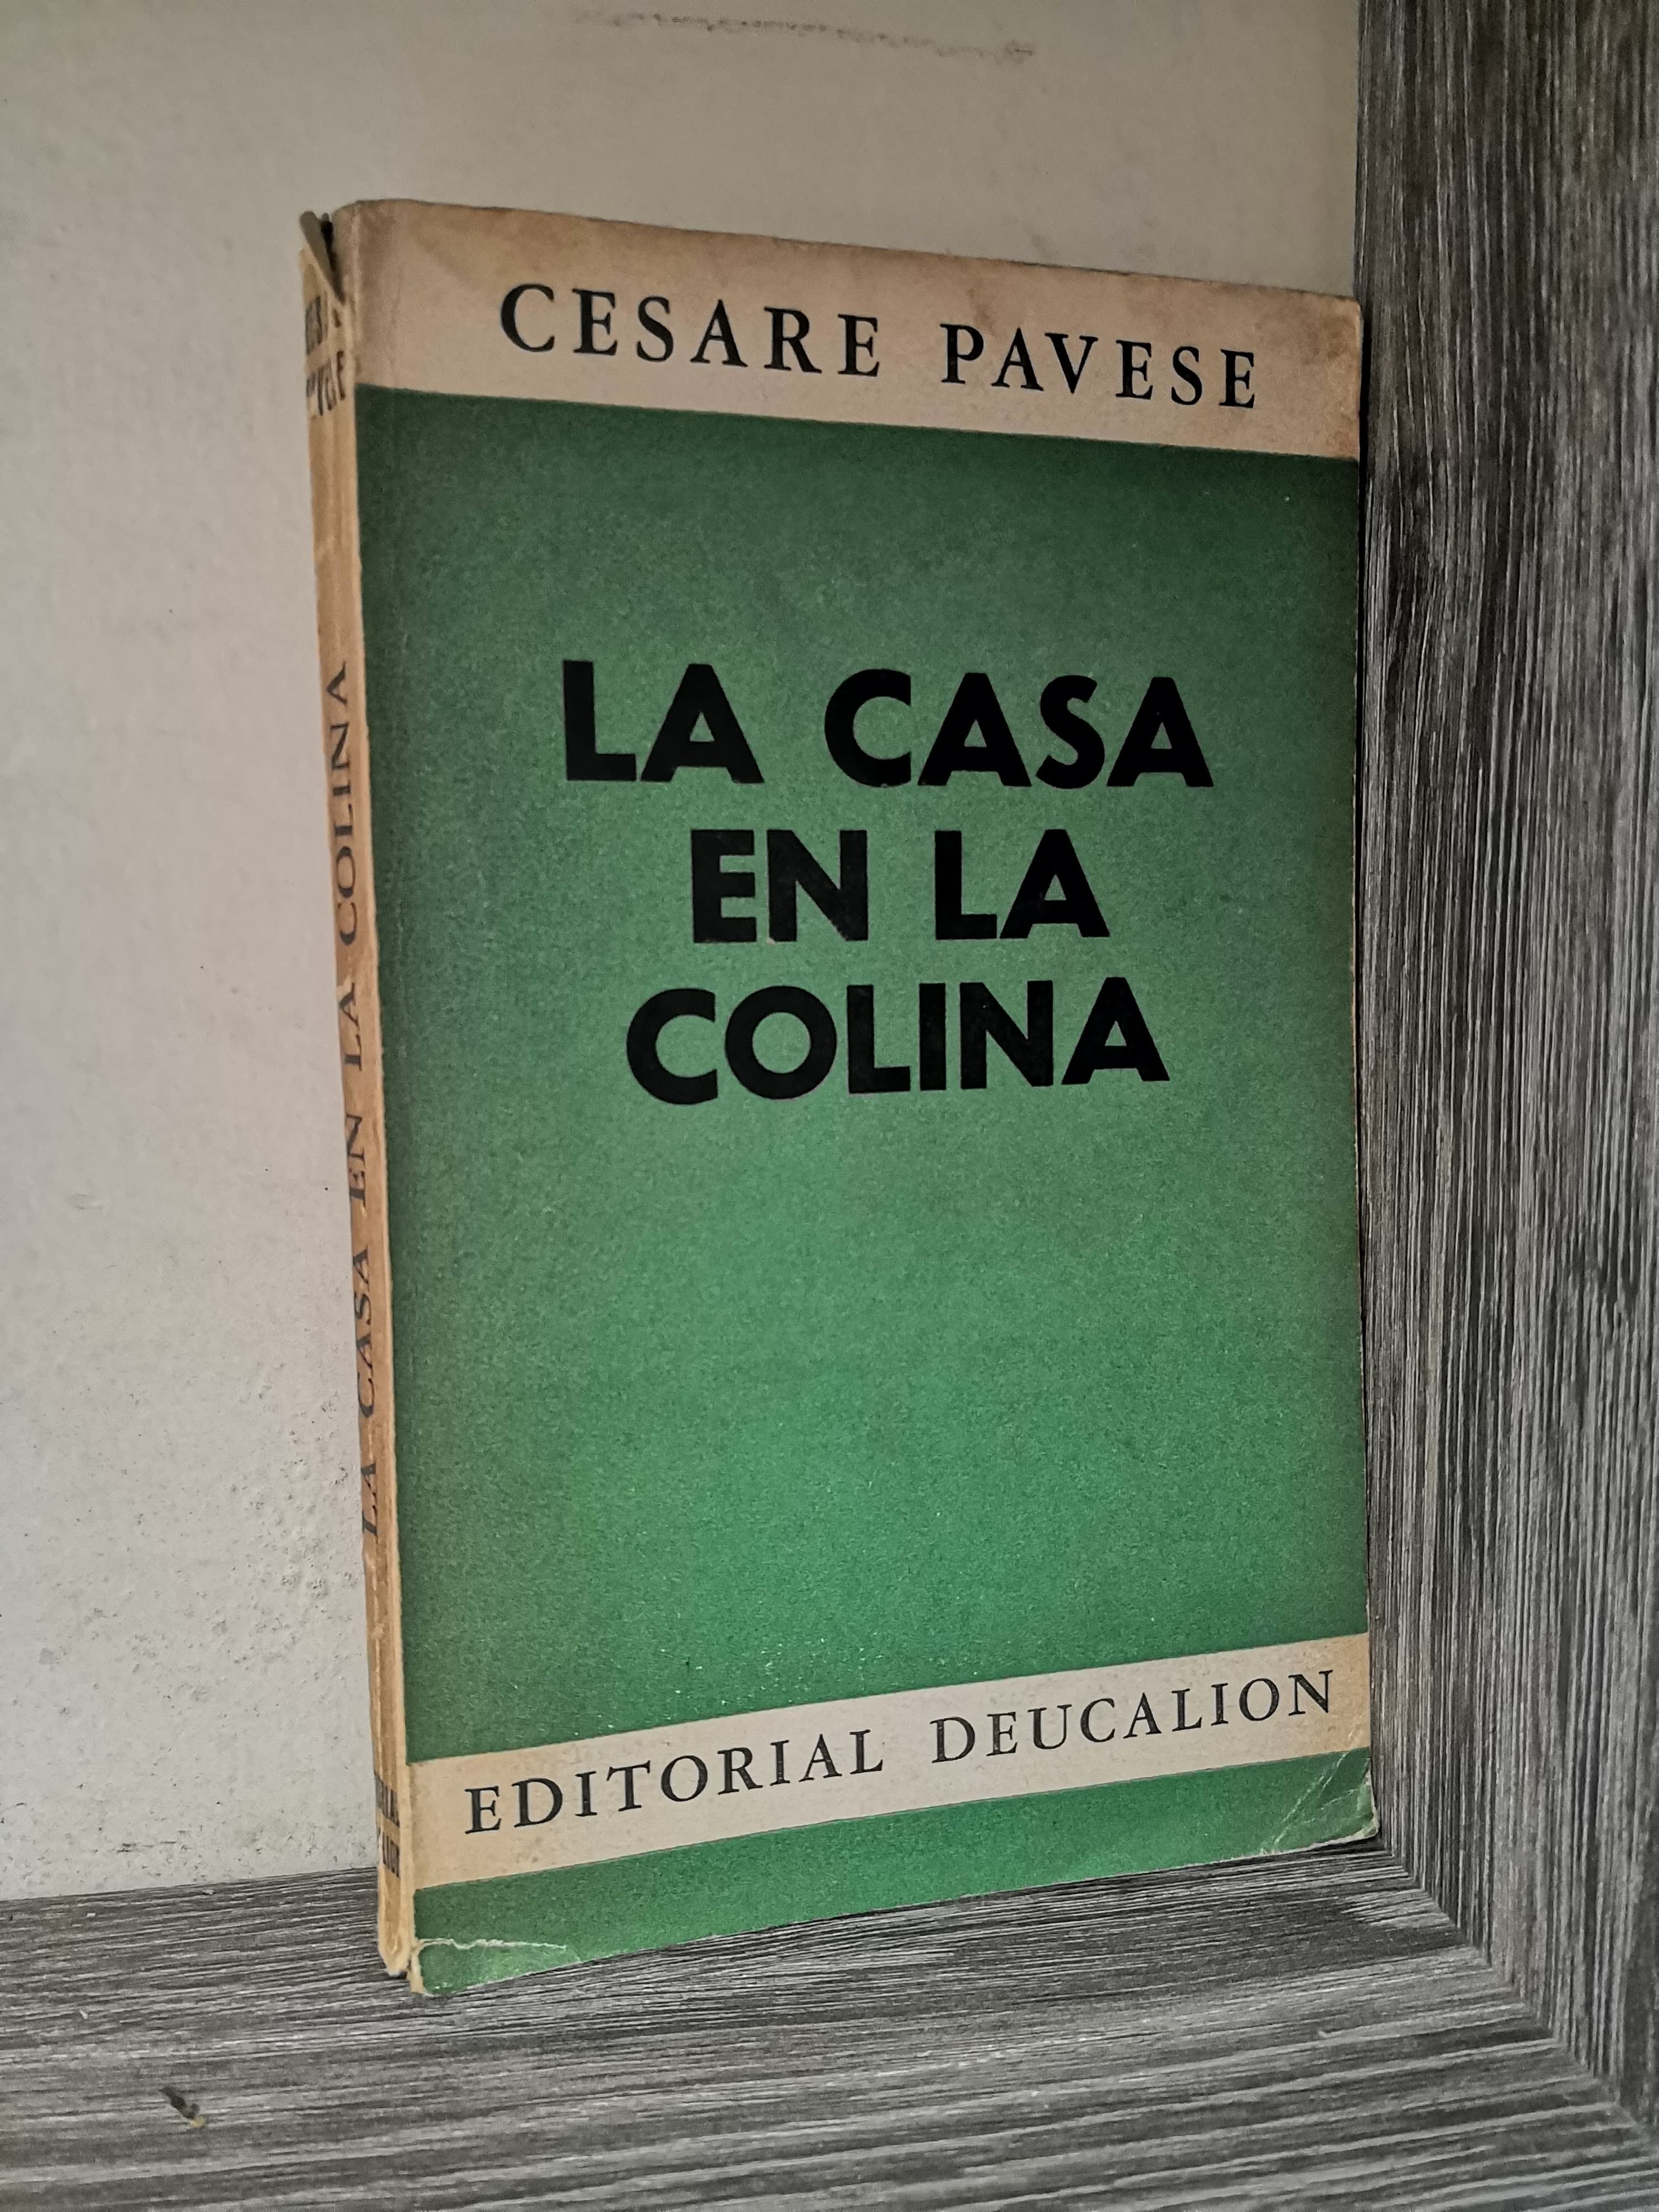 CESARE PAVESE
LA CASA
EN LA
COLINA
EDITORIAL DEUCALION
LA CASA EN LA COLINA